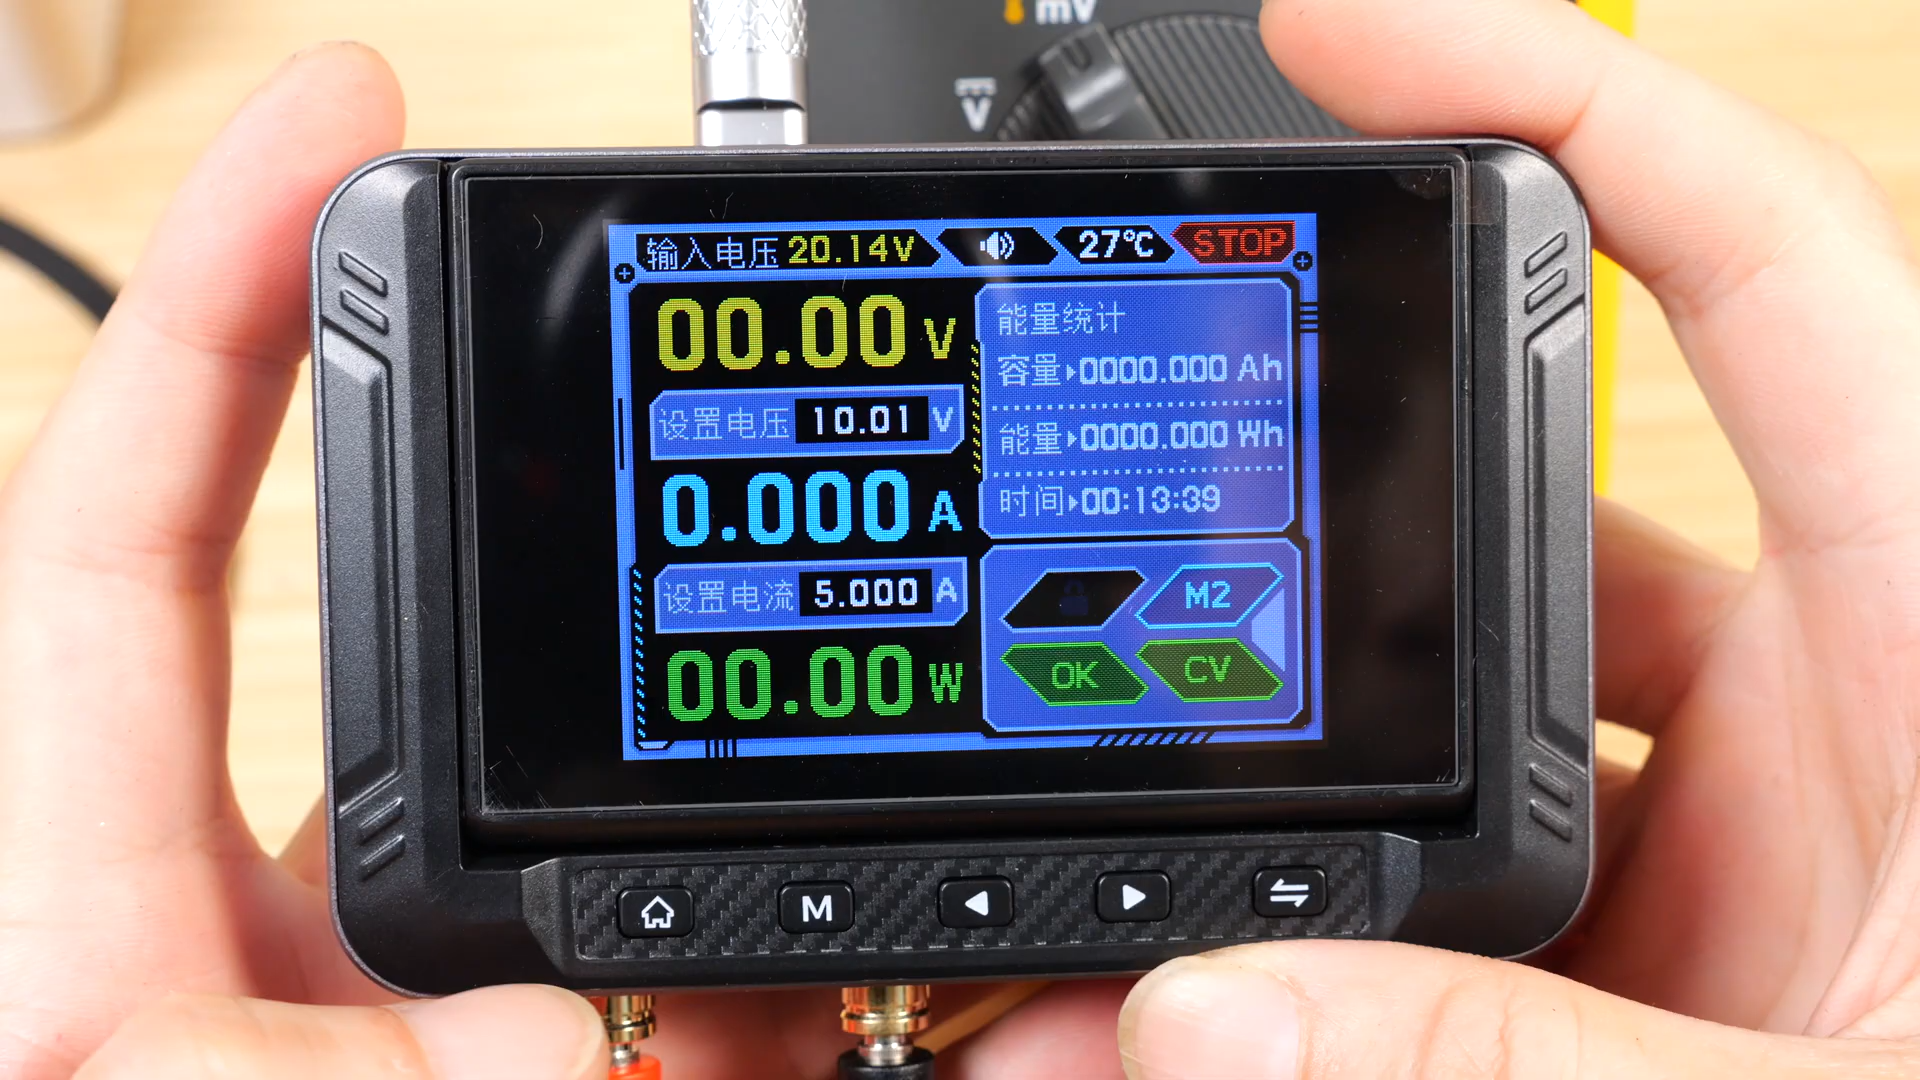 mV
V
输入电压 20.14V 27℃ STOP
00.00 V
设置电压 10.01 V
0.000 A
设置电流 5.000 A
00.00 W
能量统计
容量 0000.000 Ah
能量 0000.000 Wh
时间 00:13:39
M2
OK CV
M